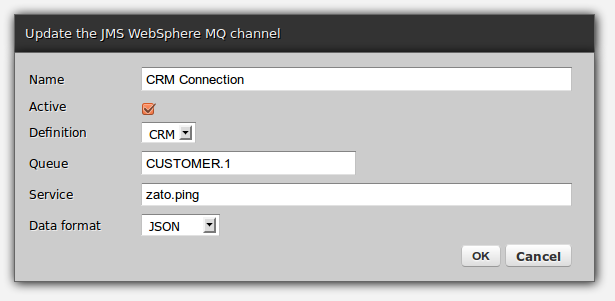 Update the JMS WebSphere MQ channel
Name CRM Connection
Active
Definition CRM
Queue CUSTOMER.1
Service zato.ping
Data format JSON
OK Cancel